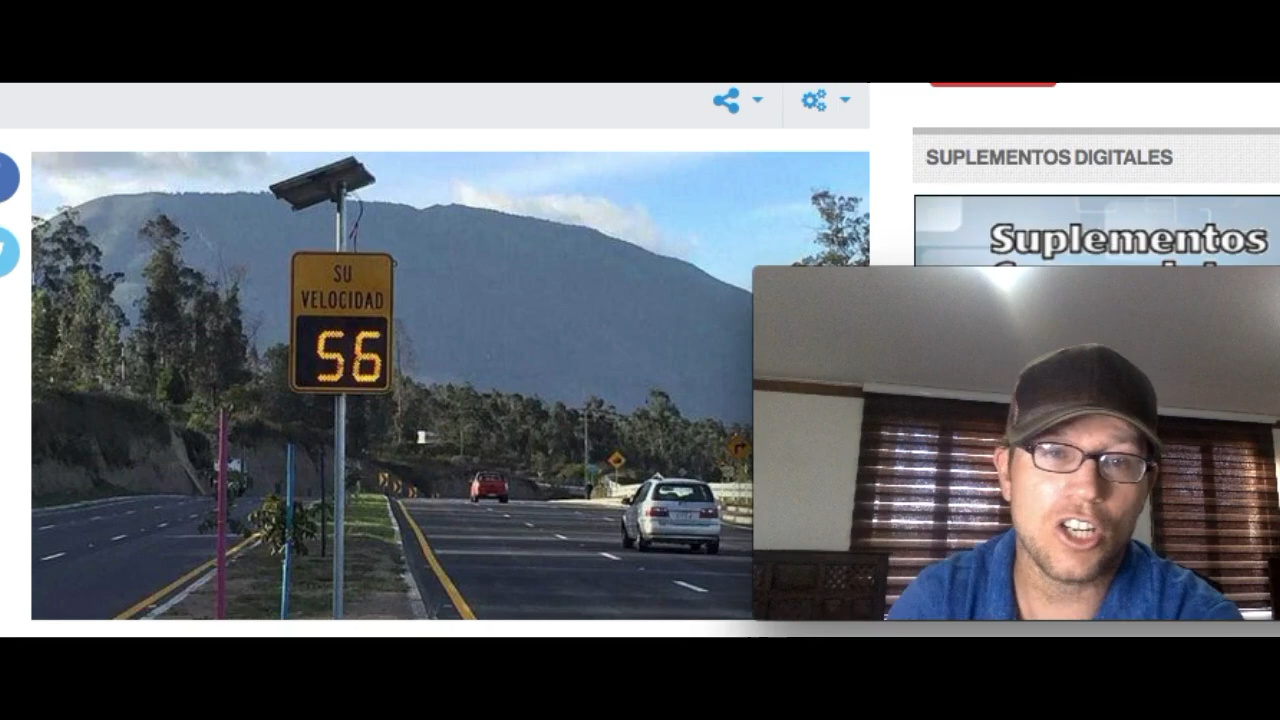 SUPLEMENTOS DIGITALES
Suplementos
SU
VELOCIDAD
56